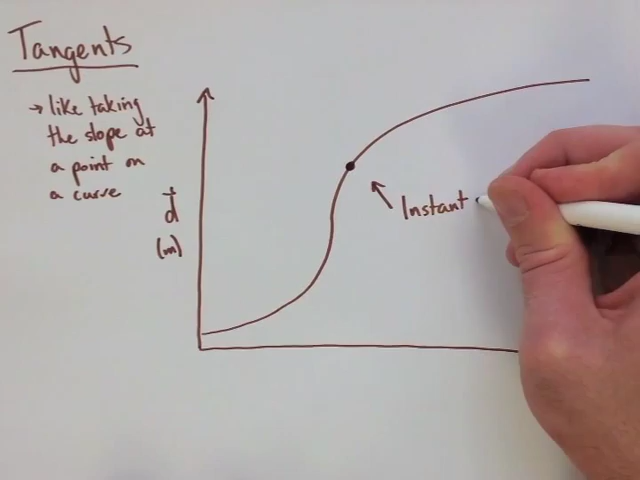 Tangents
→ like taking
the slope at
a point on
a curve
d⃗
(m)
Instant